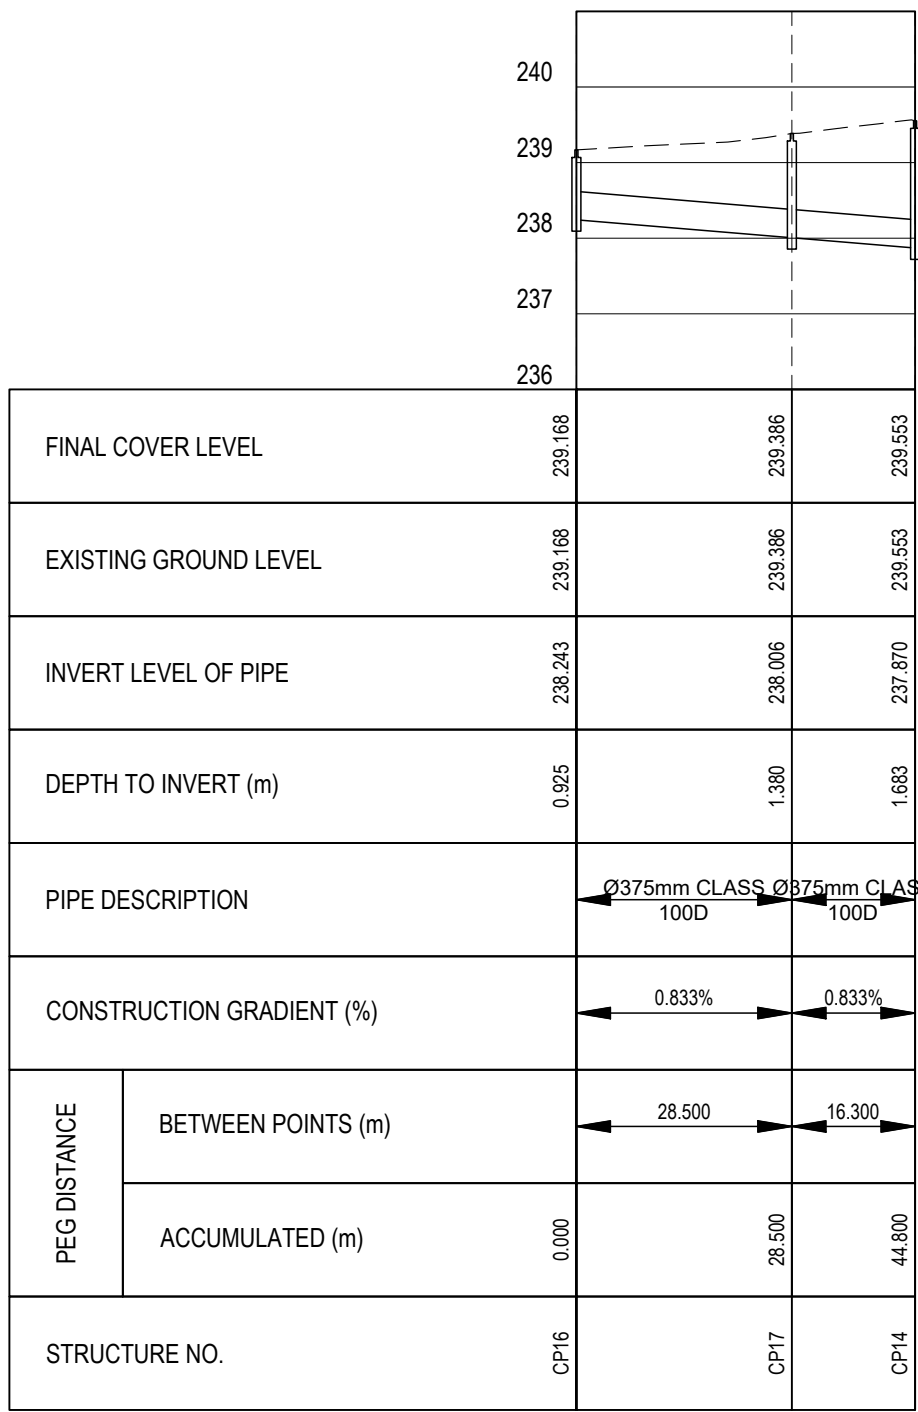 240
239
238
237
236
FINAL COVER LEVEL 239.168 239.386 239.553
EXISTING GROUND LEVEL 239.168 239.386 239.553
INVERT LEVEL OF PIPE 238.243 238.006 237.870
DEPTH TO INVERT (m) 0.925 1.380 1.683
PIPE DESCRIPTION Ø375mm CLASS Ø375mm CLAS
100D 100D
CONSTRUCTION GRADIENT (%) 0.833% 0.833%
PEG DISTANCE
BETWEEN POINTS (m) 28.500 16.300
ACCUMULATED (m) 0.000 28.500 44.800
STRUCTURE NO. CP16 CP17 CP14